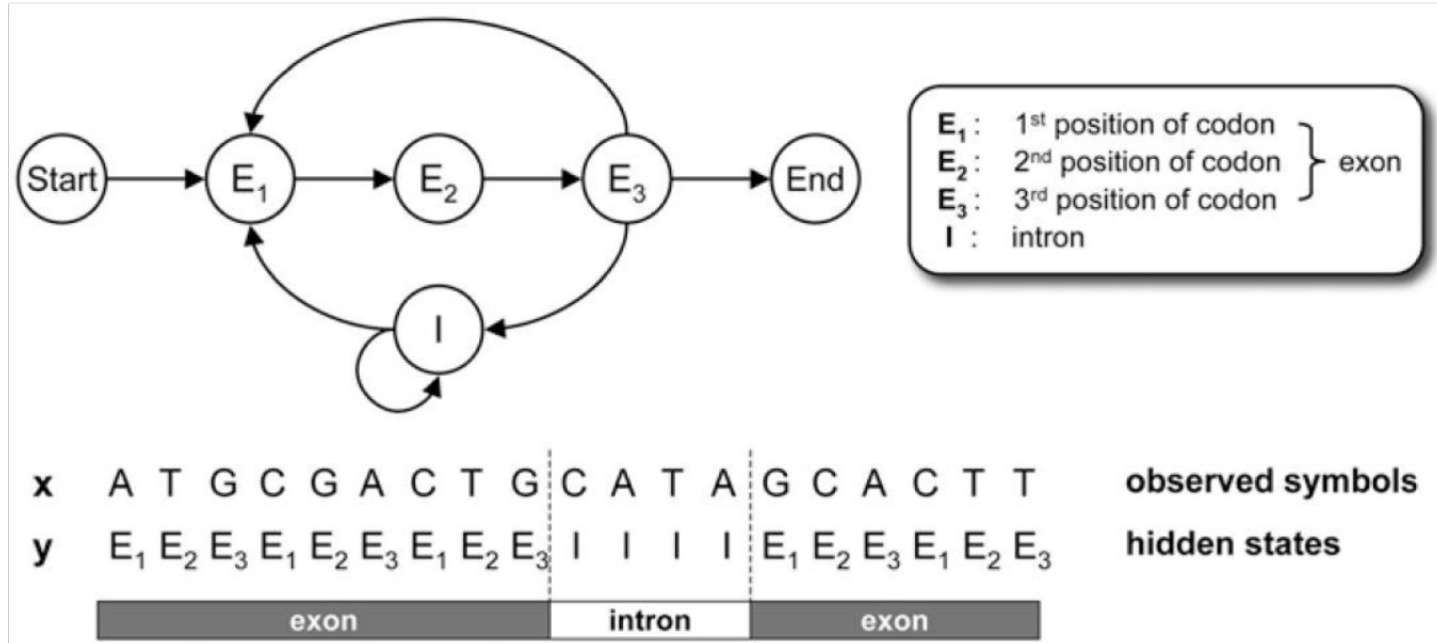 Start E₁ E₂ E₃ End
I
E₁ : 1ˢᵗ position of codon
E₂ : 2ⁿᵈ position of codon
E₃ : 3ʳᵈ position of codon
exon
I : intron
x A T G C G A C T G C A T A G C A C T T observed symbols
y E₁ E₂ E₃ E₁ E₂ E₃ E₁ E₂ E₃ I I I I E₁ E₂ E₃ E₁ E₂ E₃ hidden states
exon intron exon